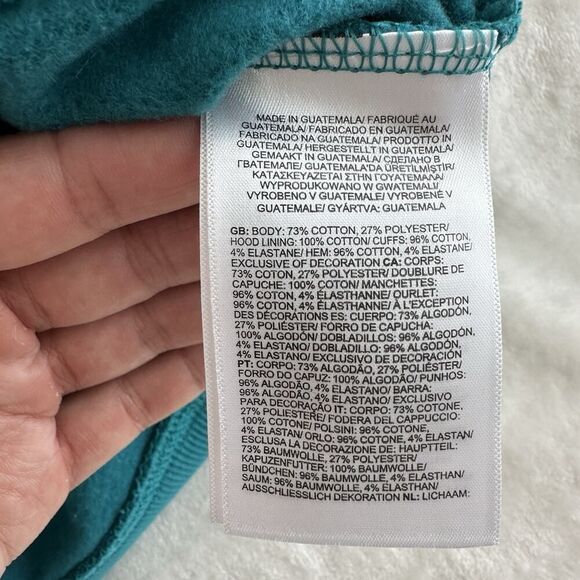 MADE IN GUATEMALA/ FABRIQUÉ AU
GUATEMALA/ FABRICADO EN GUATEMALA/
FABRICADO NA GUATEMALA/ PRODOTTO IN
GUATEMALA/ HERGESTELLT IN GUATEMALA/
GEMAAKT IN GUATEMALA/ СДЕЛАНО В
ГВАТЕМАЛЕ/ GUATEMALA'DA ÜRETİLMİŞTİR/
ΚΑΤΑΣΚΕΥΑΖΕΤΑΙ ΣΤΗΝ ΓΟΥΑΤΕΜΑΛΑ/
WYPRODUKOWANO W GWATEMALI/
VYROBENO V GUATEMALE/ VYROBENÉ V
GUATEMALE/ GYÁRTVA: GUATEMALA
GB: BODY: 73% COTTON, 27% POLYESTER/
HOOD LINING: 100% COTTON/ CUFFS: 96% COTTON,
4% ELASTANE/ HEM: 96% COTTON, 4% ELASTANE/
EXCLUSIVE OF DECORATION CA: CORPS:
73% COTON, 27% POLYESTER/ DOUBLURE DE
CAPUCHE: 100% COTON/ MANCHETTES:
96% COTON, 4% ÉLASTHANNE/ OURLET:
96% COTON, 4% ÉLASTHANNE/ À L'EXCEPTION
DES DÉCORATIONS ES: CUERPO: 73% ALGODÓN,
27% POLIÉSTER/ FORRO DE CAPUCHA:
100% ALGODÓN/ DOBLADILLOS: 96% ALGODÓN,
4% ELASTANO/ DOBLADILLO: 96% ALGODÓN,
4% ELASTANO/ EXCLUSIVO DE DECORACIÓN
PT: CORPO: 73% ALGODÃO, 27% POLIÉSTER/
FORRO DO CAPUZ: 100% ALGODÃO/ PUNHOS:
96% ALGODÃO, 4% ELASTANO/ BARRA:
96% ALGODÃO, 4% ELASTANO/ EXCLUSIVO
PARA DECORAÇÃO IT: CORPO: 73% COTONE,
27% POLIESTERE/ FODERA DEL CAPPUCCIO:
100% COTONE/ POLSINI: 96% COTONE,
4% ELASTAN/ ORLO: 96% COTONE, 4% ELASTAN/
ESCLUSA LA DECORAZIONE DE: HAUPTTEIL:
73% BAUMWOLLE, 27% POLYESTER/
KAPUZENFUTTER: 100% BAUMWOLLE/
BÜNDCHEN: 96% BAUMWOLLE, 4% ELASTHAN/
SAUM: 96% BAUMWOLLE, 4% ELASTHAN/
AUSSCHLIESSLICH DEKORATION NL: LICHAAM: